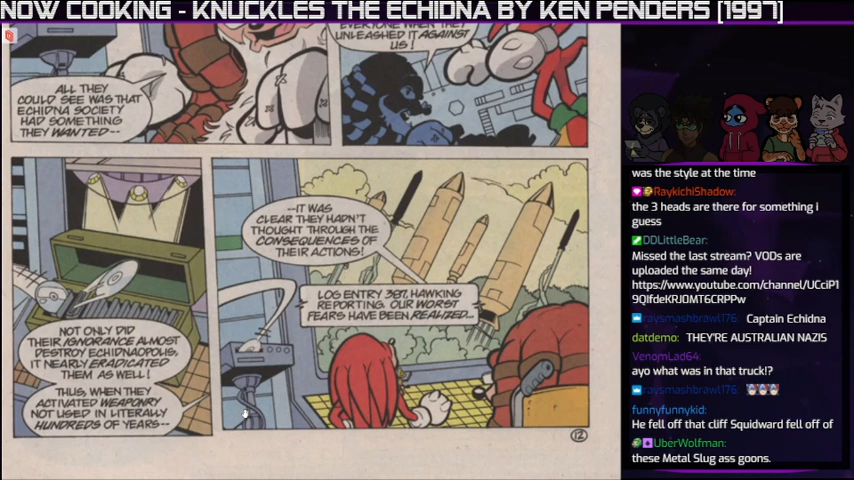 NOW COOKING - KNUCKLES THE ECHIDNA BY KEN PENDERS [1997]
EVERYONE WHEN THEY
UNLEASHED IT AGAINST
US!
ALL THEY
COULD SEE WAS THAT
ECHIDNA SOCIETY
HAD SOMETHING
THEY WANTED--
NOT ONLY DID
THEIR IGNORANCE ALMOST
DESTROY ECHIDNAOPOLIS,
IT NEARLY ERADICATED
THEM AS WELL!
THUS, WHEN THEY
ACTIVATED WEAPONRY
NOT USED IN LITERALLY
HUNDREDS OF YEARS--
--IT WAS
CLEAR THEY HADN'T
THOUGHT THROUGH THE
CONSEQUENCES OF
THEIR ACTIONS!
LOG ENTRY 387, HAWKING
REPORTING. OUR WORST
FEARS HAVE BEEN REALIZED...
12
was the style at the time
RaykichiShadow:
the 3 heads are there for something i
guess
DDLittleBear:
Missed the last stream? VODs are
uploaded the same day!
https://www.youtube.com/channel/UCciP1
9QIfdeKRJ0MT6CRPPw
raysmashbrawl176: Captain Echidna
datdemo: THEY'RE AUSTRALIAN NAZIS
VenomLad64:
ayo what was in that truck!?
raysmashbrawl176:
funnyfunnykid:
He fell off that cliff Squidward fell off of
UberWolfman:
these Metal Slug ass goons.